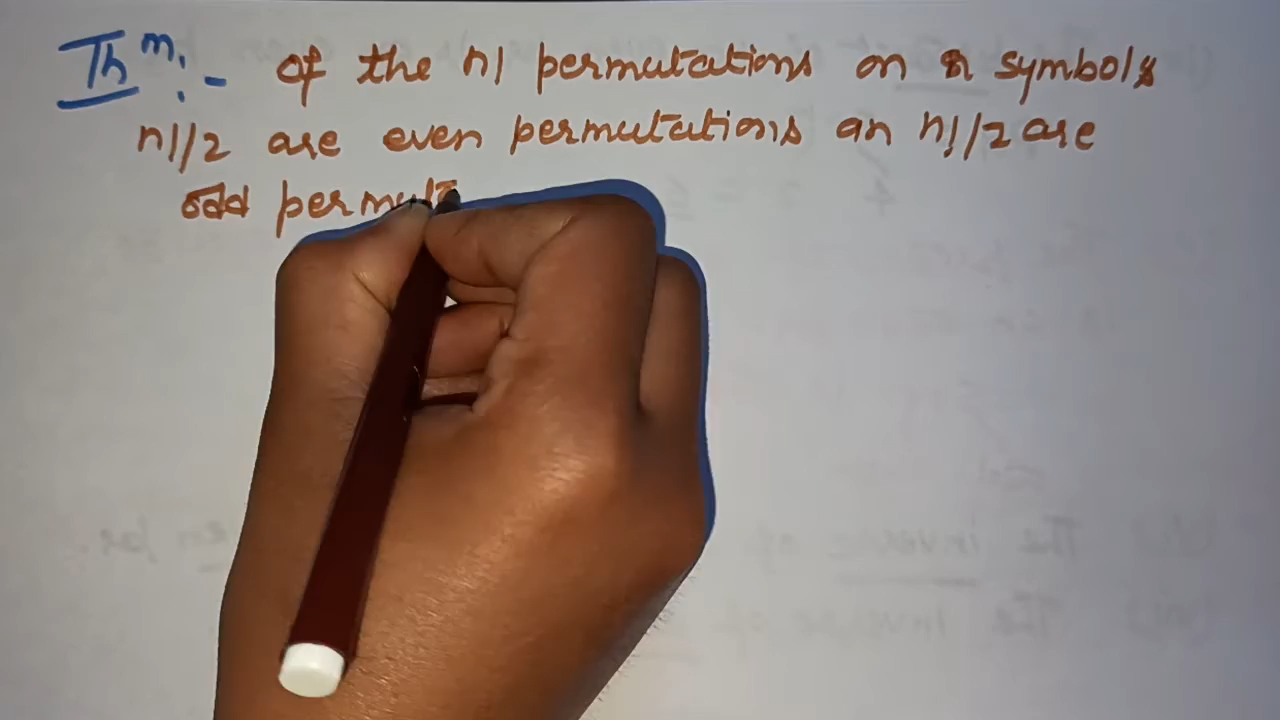 Thm:- Of the n! permutations on n symbols
n!/2 are even permutations an n!/2 are
odd permut